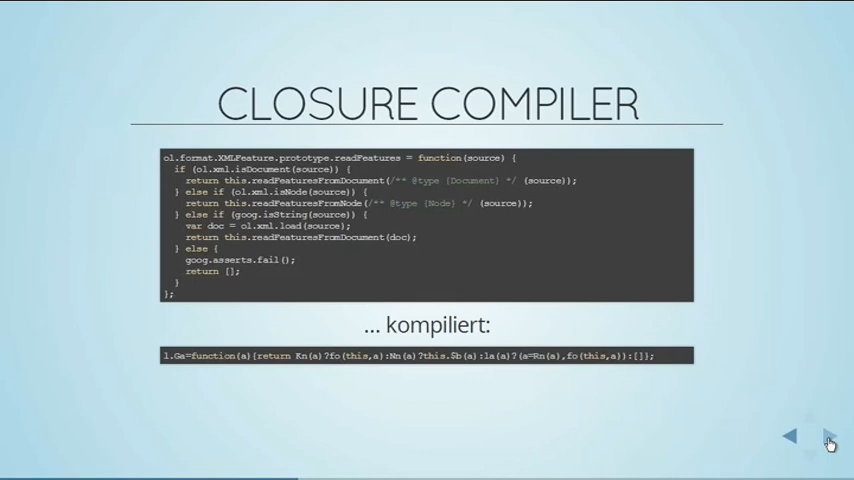 CLOSURE COMPILER
ol.format.XMLFeature.prototype.readFeatures = function(source) {
if (ol.xml.isDocument(source)) {
return this.readFeaturesFromDocument(/** @type {Document} */ (source));
} else if (ol.xml.isNode(source)) {
return this.readFeaturesFromNode(/** @type {Node} */ (source));
} else if (goog.isString(source)) {
var doc = ol.xml.load(source);
return this.readFeaturesFromDocument(doc);
} else {
goog.asserts.fail();
return [];
}
};
... kompiliert:
l.Ga=function(a){return Kn(a)?fo(this,a):Nn(a)?this.$b(a):la(a)?(a=Rn(a),fo(this,a)):[]};